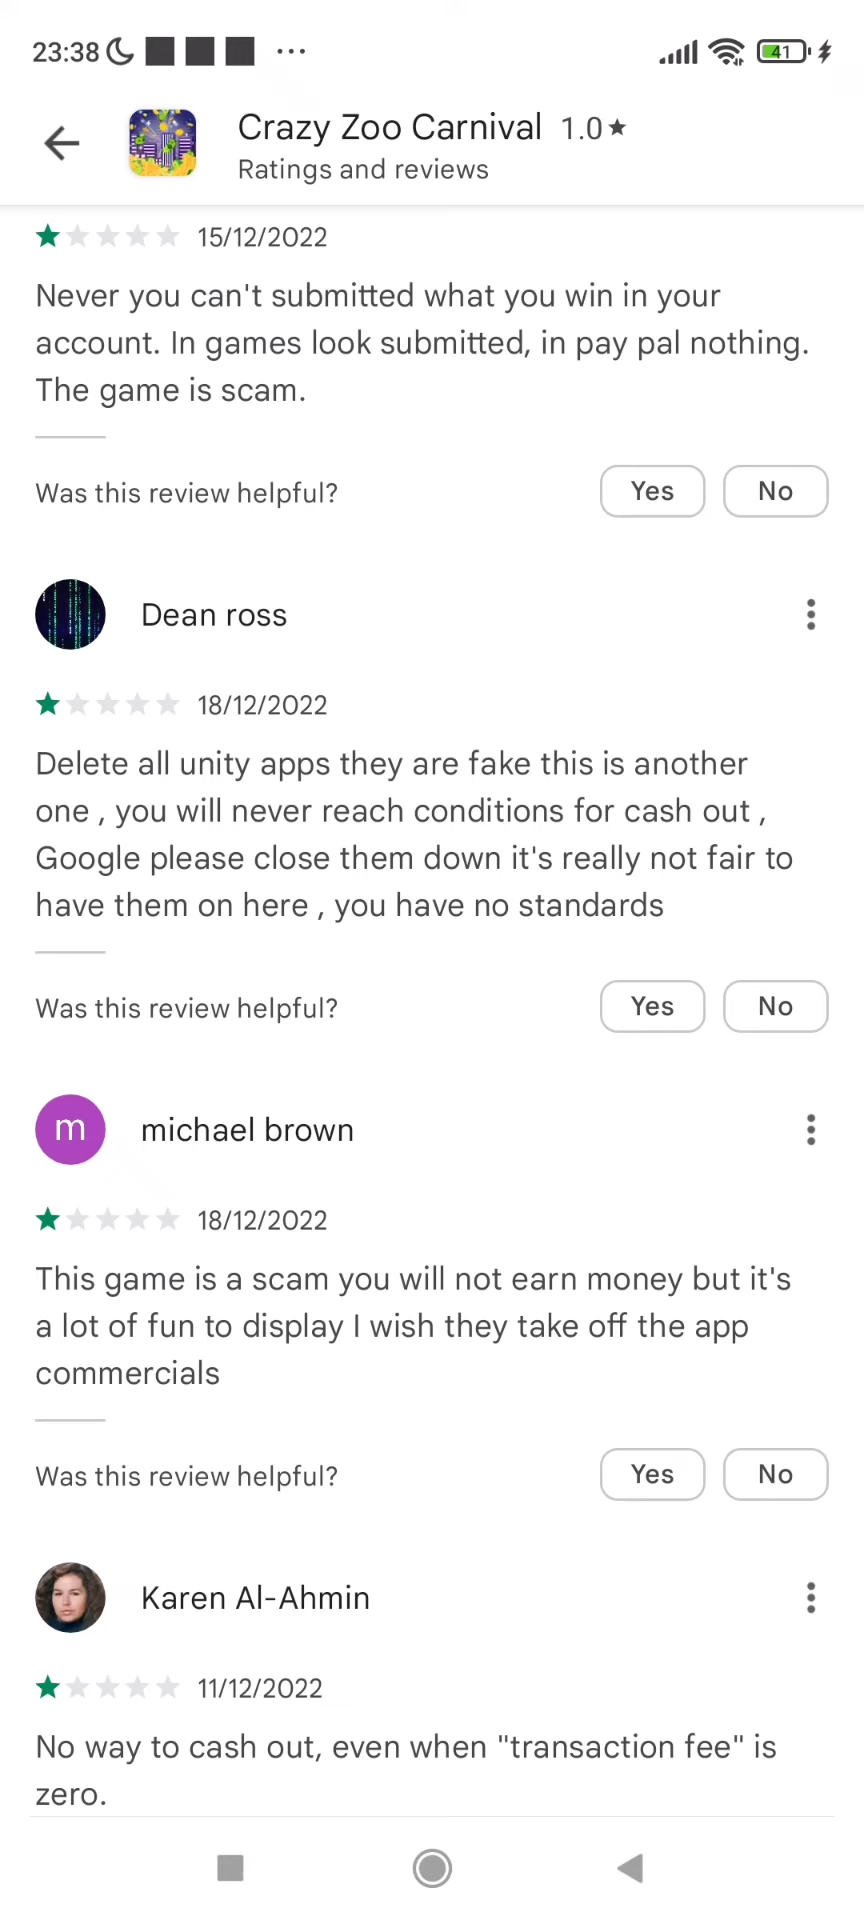 23:38 ... 41
Crazy Zoo Carnival 1.0★
Ratings and reviews
15/12/2022
Never you can't submitted what you win in your
account. In games look submitted, in pay pal nothing.
The game is scam.
Was this review helpful? Yes No
Dean ross
18/12/2022
Delete all unity apps they are fake this is another
one , you will never reach conditions for cash out ,
Google please close them down it's really not fair to
have them on here , you have no standards
Was this review helpful? Yes No
m michael brown
18/12/2022
This game is a scam you will not earn money but it's
a lot of fun to display I wish they take off the app
commercials
Was this review helpful? Yes No
Karen Al-Ahmin
11/12/2022
No way to cash out, even when "transaction fee" is
zero.